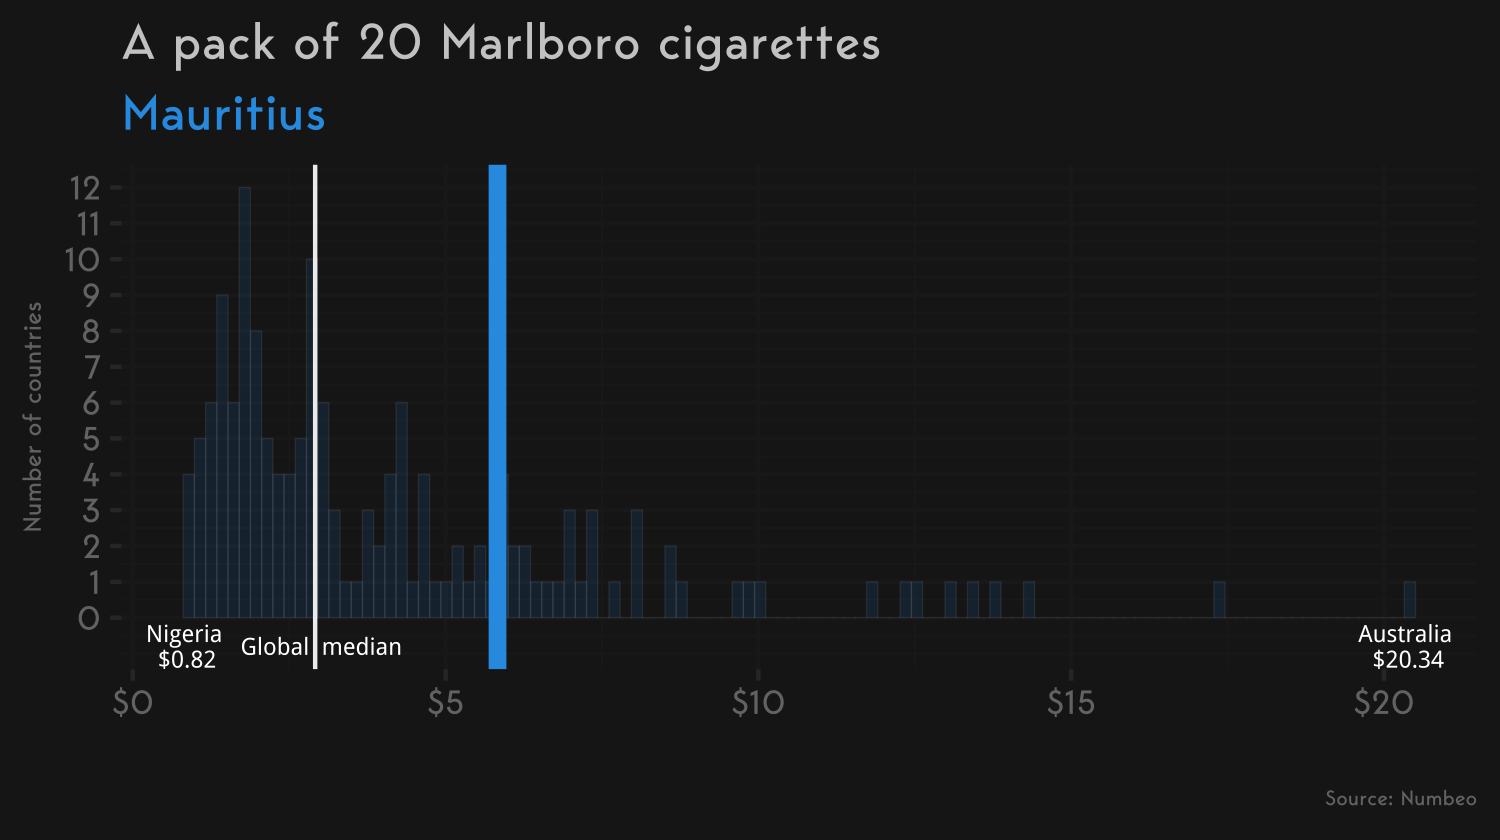 A pack of 20 Marlboro cigarettes
Mauritius
Number of countries
12
11
10
9
8
7
6
5
4
3
2
1
0
Nigeria
$0.82
Global median
Australia
$20.34
$0 $5 $10 $15 $20
Source: Numbeo